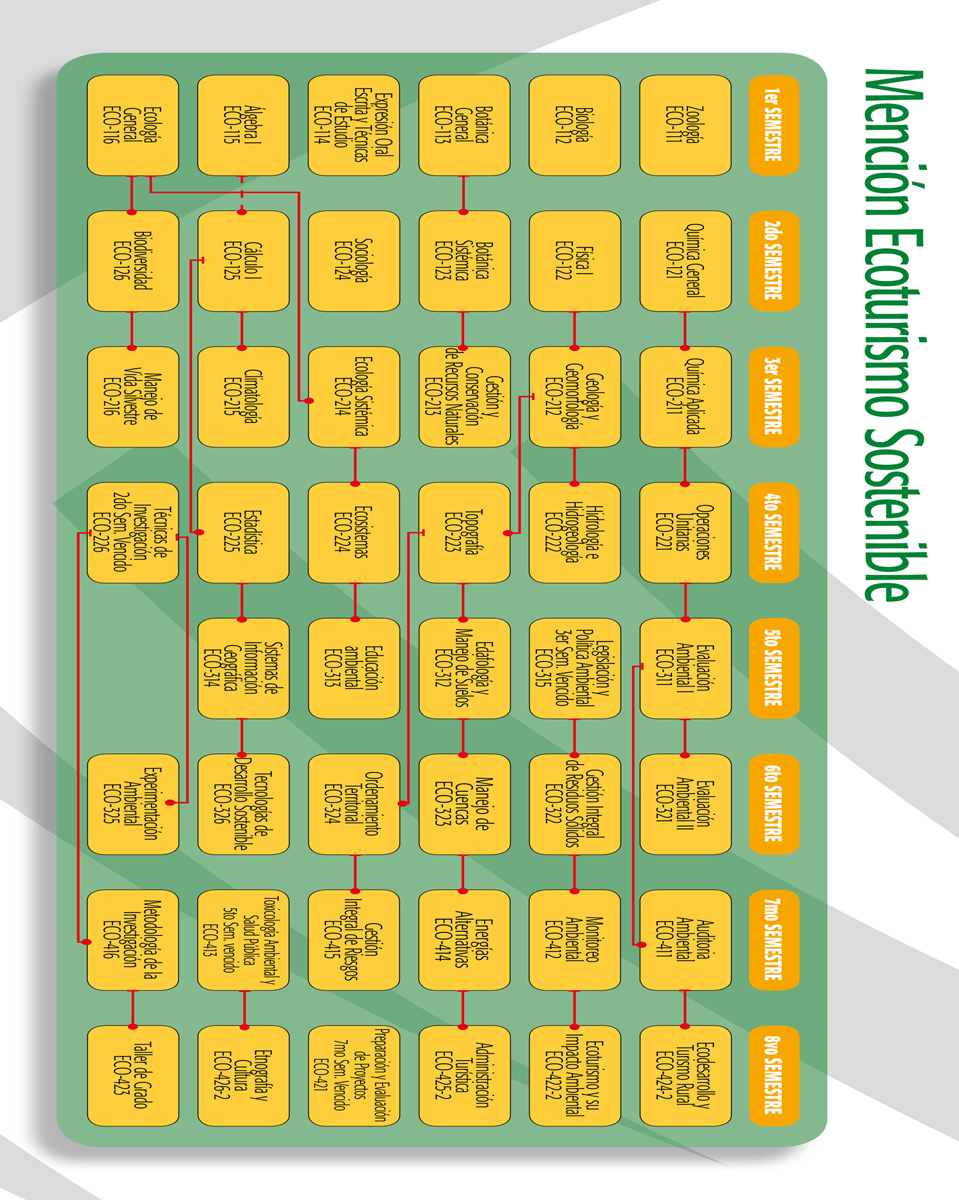 Mención Ecoturismo Sostenible
1er SEMESTRE
Zoología
ECO-111
Biología
ECO-112
Botánica
General
ECO-113
Expresión Oral
Escrita y Técnicas
de Estudio
ECO-114
Álgebra I
ECO-115
Ecología
General
ECO-116
2do SEMESTRE
Química General
ECO-121
Física I
ECO-122
Botánica
Sistémica
ECO-123
Sociología
ECO-124
Cálculo I
ECO-125
Biodiversidad
ECO-126
3er SEMESTRE
Química Aplicada
ECO-211
Geología y
Geomorfología
ECO-212
Gestión y
Conservación
de Recursos Naturales
ECO-213
Ecología Sistémica
ECO-214
Climatología
ECO-215
Manejo de
Vida Silvestre
ECO-216
4to SEMESTRE
Operaciones
Unitarias
ECO-221
Hidrología e
Hidrogeología
ECO-222
Topografía
ECO-223
Ecosistemas
ECO-224
Estadística
ECO-225
Técnicas de
Investigación
2do Sem. Vencido
ECO-226
5to SEMESTRE
Evaluación
Ambiental I
ECO-311
Legislación y
Política Ambiental
3er Sem. Vencido
ECO-315
Edafología y
Manejo de Suelos
ECO-312
Educación
ambiental
ECO-313
Sistemas de
Información
Geográfica
ECO-314
6to SEMESTRE
Evaluación
Ambiental II
ECO-321
Gestión Integral
de Residuos Sólidos
ECO-322
Manejo de
Cuencas
ECO-323
Ordenamiento
Territorial
ECO-324
Tecnologías de
Desarrollo Sostenible
ECO-326
Experimentación
Ambiental
ECO-325
7mo SEMESTRE
Auditoria
Ambiental
ECO-411
Monitoreo
Ambiental
ECO-412
Energías
Alternativas
ECO-414
Gestión
Integral de Riesgos
ECO-415
Toxicología Ambiental y
Salud Pública
5to Sem. vencido
ECO-413
Metodología de la
Investigación
ECO-416
8vo SEMESTRE
Ecodesarrollo y
Turismo Rural
ECO-424-2
Ecoturismo y su
Impacto Ambiental
ECO-422-2
Administración
Turística
ECO-425-2
Preparación y Evaluación
de Proyectos
7mo Sem. Vencido
ECO-421
Etnografía y
Cultura
ECO-426-2
Taller de Grado
ECO-423